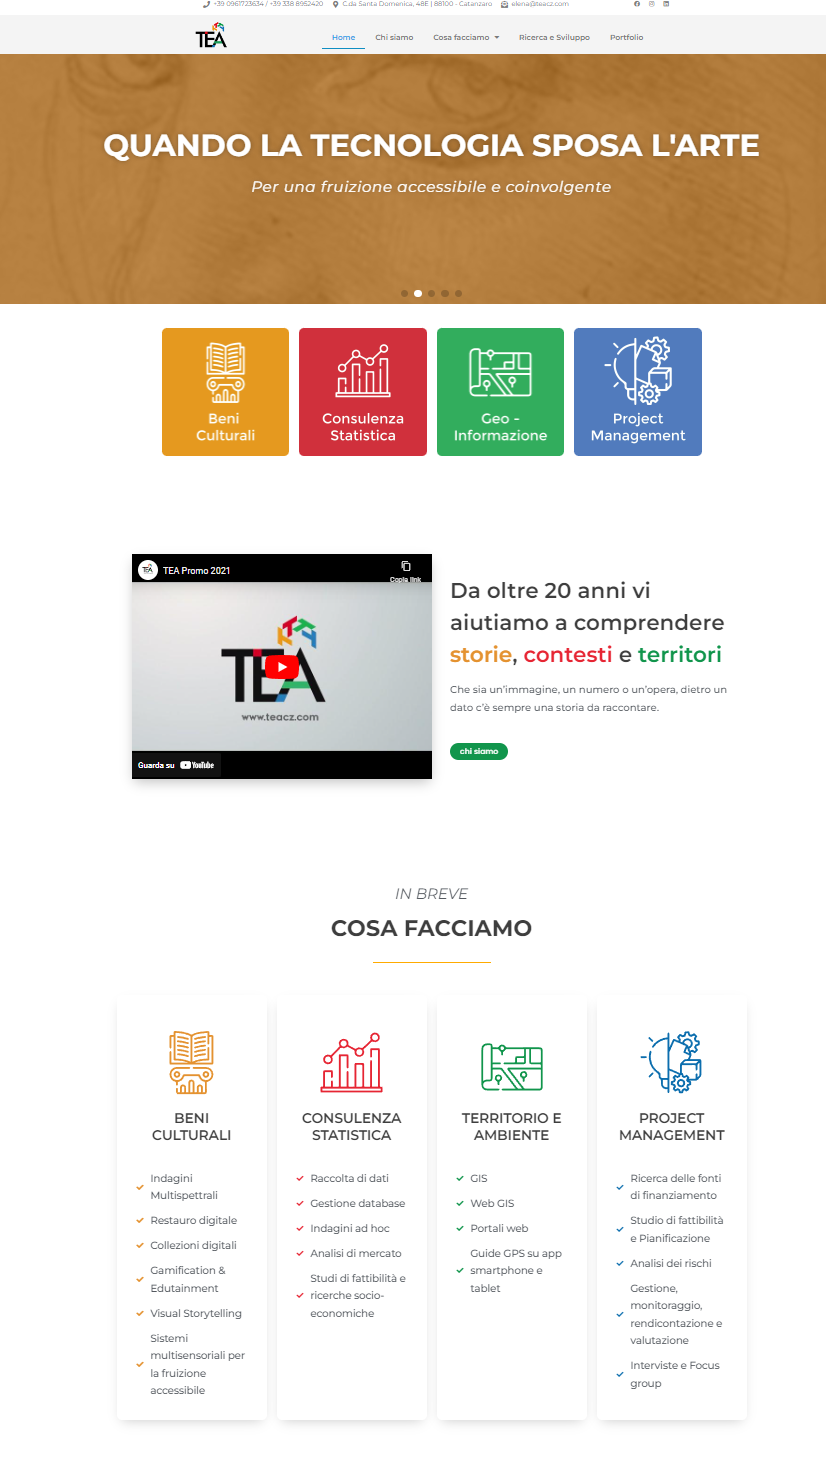 +39 0961723634 / +39 338 8952420 C.da Santa Domenica, 48E | 88100 - Catanzaro elena@teacz.com
TEA Home Chi siamo Cosa facciamo Ricerca e Sviluppo Portfolio
QUANDO LA TECNOLOGIA SPOSA L'ARTE
Per una fruizione accessibile e coinvolgente
Beni
Culturali
Consulenza
Statistica
Geo -
Informazione
Project
Management
TEA TEA Promo 2021
Copia link
TEA
www.teacz.com
Guarda su YouTube
Da oltre 20 anni vi
aiutiamo a comprendere
storie, contesti e territori
Che sia un'immagine, un numero o un'opera, dietro un
dato c'è sempre una storia da raccontare.
chi siamo
IN BREVE
COSA FACCIAMO
BENI
CULTURALI
Indagini
Multispettrali
Restauro digitale
Collezioni digitali
Gamification &
Edutainment
Visual Storytelling
Sistemi
multisensoriali per
la fruizione
accessibile
CONSULENZA
STATISTICA
Raccolta di dati
Gestione database
Indagini ad hoc
Analisi di mercato
Studi di fattibilità e
ricerche socio-
economiche
TERRITORIO E
AMBIENTE
GIS
Web GIS
Portali web
Guide GPS su app
smartphone e
tablet
PROJECT
MANAGEMENT
Ricerca delle fonti
di finanziamento
Studio di fattibilità
e Pianificazione
Analisi dei rischi
Gestione,
monitoraggio,
rendicontazione e
valutazione
Interviste e Focus
group